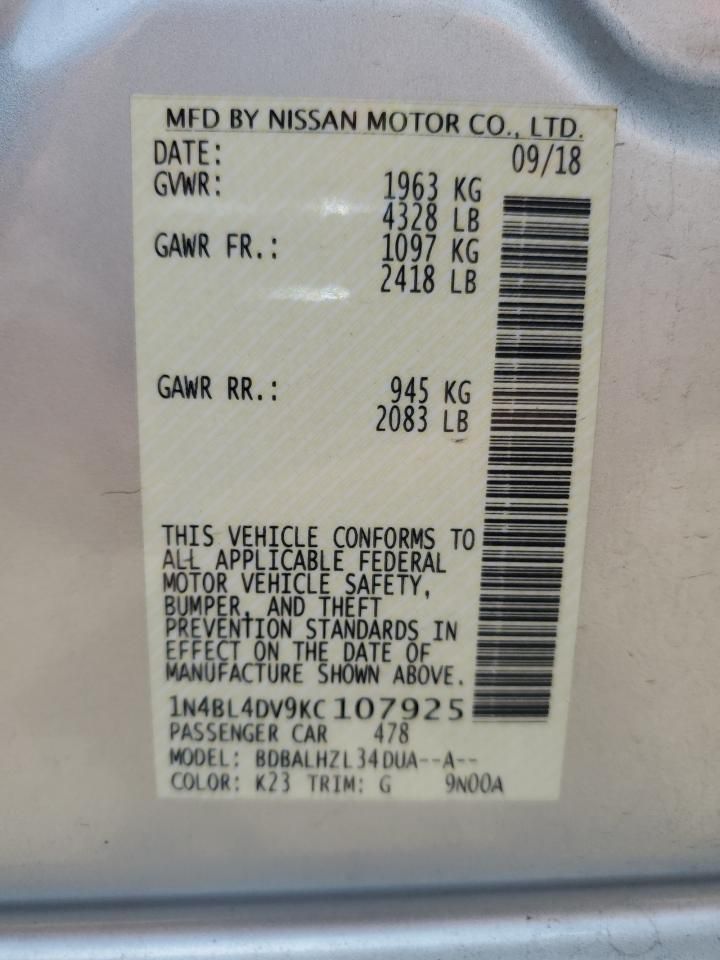 MFD BY NISSAN MOTOR CO., LTD.
DATE: 09/18
GVWR: 1963 KG
4328 LB
GAWR FR.: 1097 KG
2418 LB
GAWR RR.: 945 KG
2083 LB
THIS VEHICLE CONFORMS TO
ALL APPLICABLE FEDERAL
MOTOR VEHICLE SAFETY,
BUMPER, AND THEFT
PREVENTION STANDARDS IN
EFFECT ON THE DATE OF
MANUFACTURE SHOWN ABOVE.
1N4BL4DV9KC107925
PASSENGER CAR 478
MODEL: BDBALHZL34DUA--A--
COLOR: K23 TRIM: G 9N00A